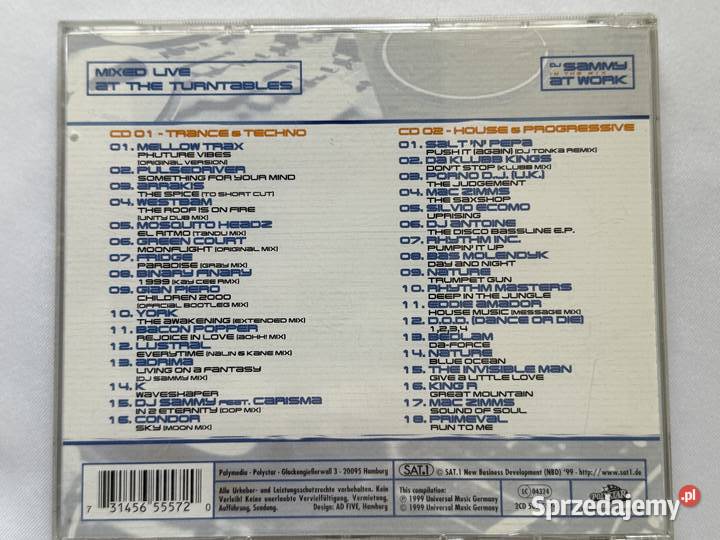 MIXED LIVE
AT THE TURNTABLES
DJ
SAMMY
IN THE MIX
AT WORK
CD 01 - TRANCE & TECHNO
01. MELLOW TRAX
PHUTURE VIBES
(ORIGINAL VERSION)
02. PULSEDRIVER
SOMETHING FOR YOUR MIND
03. ARRAKIS
THE SPICE (TO SHORT CUT)
04. WESTBAM
THE ROOF IS ON FIRE
(UNITY DUB MIX)
05. MOSQUITO HEADZ
EL RITMO (TANDU MIX)
06. GREEN COURT
MOONFLIGHT (ORIGINAL MIX)
07. FRIDGE
PARADISE (GRAY MIX)
08. BINARY FINARY
1999 (KAY CEE RMX)
09. GIAN PIERO
CHILDREN 2000
(OFFICIAL BOOTLEG MIX)
10. YORK
THE AWAKENING (EXTENDED MIX)
11. BACON POPPER
REJOICE IN LOVE (AOHH! MIX)
12. LUSTRAL
EVERYTIME (NALIN & KANE MIX)
13. ADRIMA
LIVING ON A FANTASY
(DJ SAMMY MIX)
14. K
WAVESHAPER
15. DJ SAMMY FEAT. CARISMA
IN 2 ETERNITY (DOP MIX)
16. CONDOR
SKY (MOON MIX)
CD 02 - HOUSE & PROGRESSIVE
01. SALT 'N' PEPA
PUSH IT (AGAIN) (DJ TONKA REMIX)
02. DA KLUBB KINGS
DON'T STOP (KLUBB MIX)
03. PORNO D.J. (U.K.)
THE JUDGEMENT
04. MAC ZIMMS
THE SAXSHOP
05. SILVIO ECOMO
UPRISING
06. DJ ANTOINE
THE DISCO BASSLINE E.P.
07. RHYTHM INC.
PUMPIN' IT UP
08. BAS MOLENDYK
DAY AND NIGHT
09. NATURE
TRUMPET GUN
10. RHYTHM MASTERS
DEEP IN THE JUNGLE
11. EDDIE AMADOR
HOUSE MUSIC (MESSAGE MIX)
12. D.O.D. (DANCE OR DIE)
1,2,3,4
13. BEDLAM
DA-FORCE
14. NATURE
BLUE OCEAN
15. THE INVISIBLE MAN
GIVE A LITTLE LOVE
16. KING R
GREAT MOUNTAIN
17. MAC ZIMMS
SOUND OF SOUL
18. PRIMEVAL
RUN TO ME
7 31456 55572 0
Polymedia - Polystar - Glockengießerwall 3 - 20095 Hamburg
Alle Urheber- und Leistungsschutzrechte vorbehalten. Kein
Verleih! Keine unerlaubte Vervielfältigung, Vermietung,
Aufführung, Sendung. Design: AD FIVE, Hamburg
SAT.1 © SAT.1 New Business Development (NBD) '99 - http://www.sat1.de
This compilation:
℗ 1999 Universal Music Germany
© 1999 Universal Music Germany
LC 04324
2CD
POLYSTAR
Sprzedajemy.pl